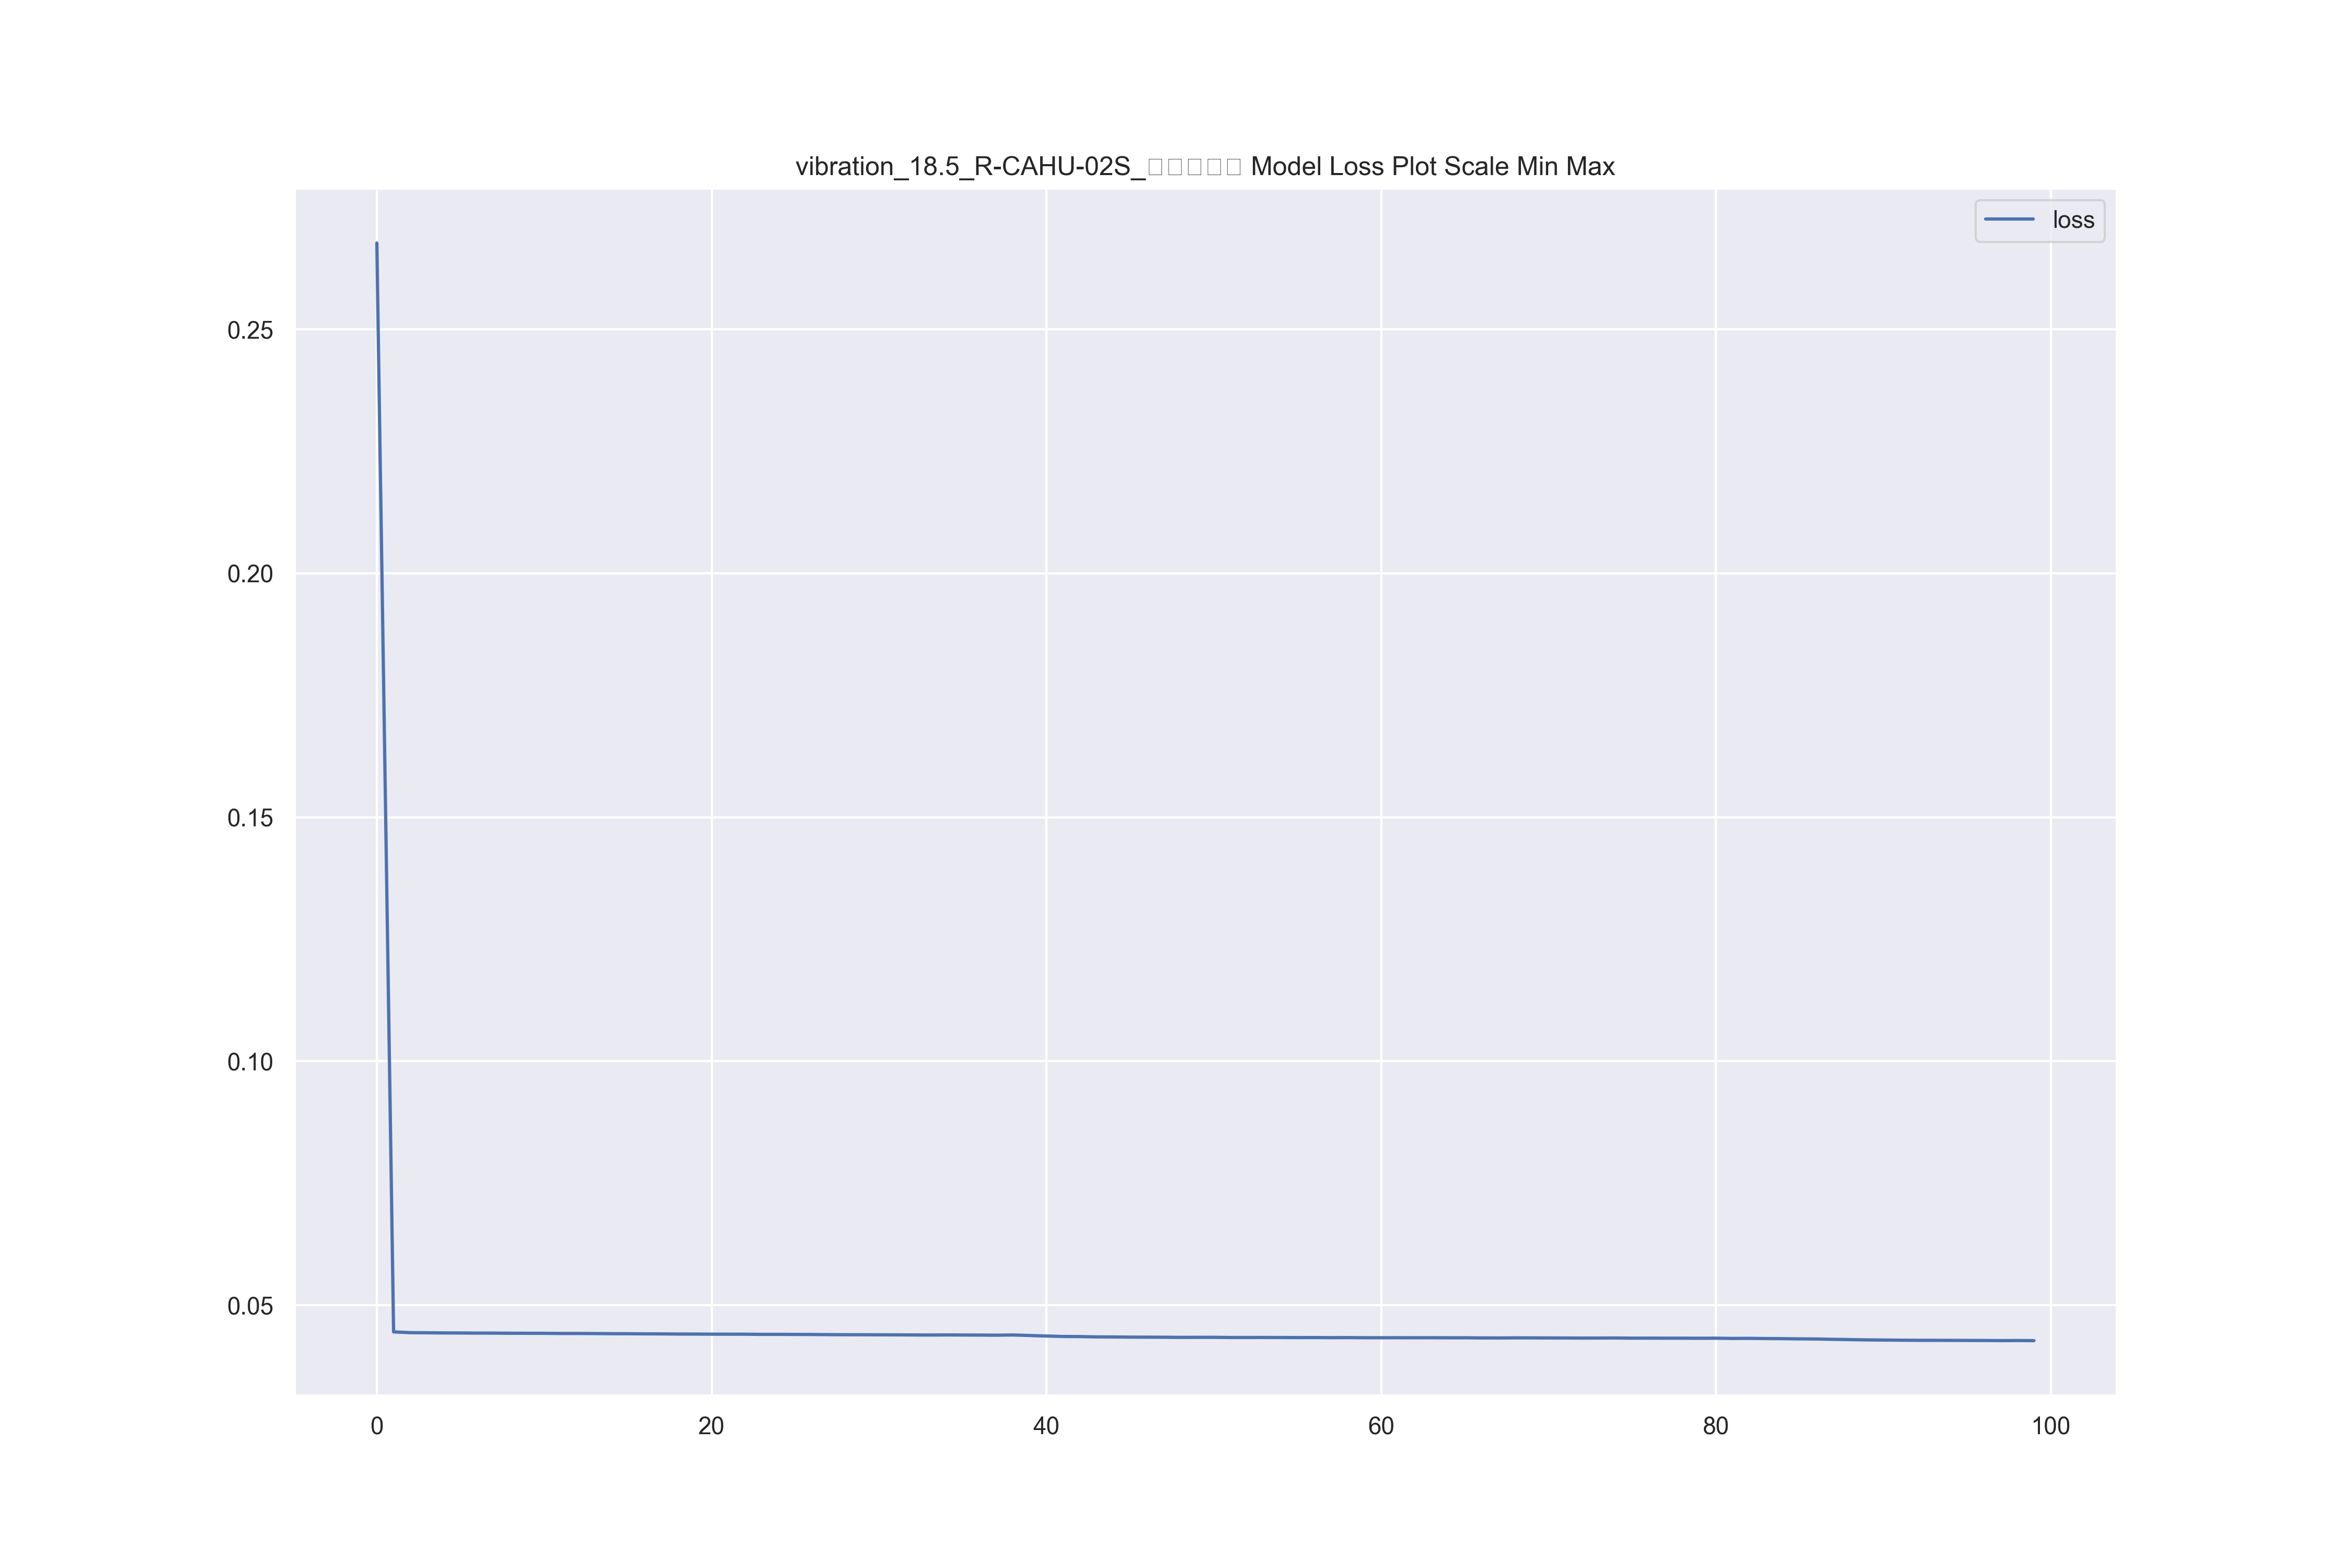 vibration_18.5_R-CAHU-02S_□□□□□ Model Loss Plot Scale Min Max
loss
0.25
0.20
0.15
0.10
0.05
0 20 40 60 80 100